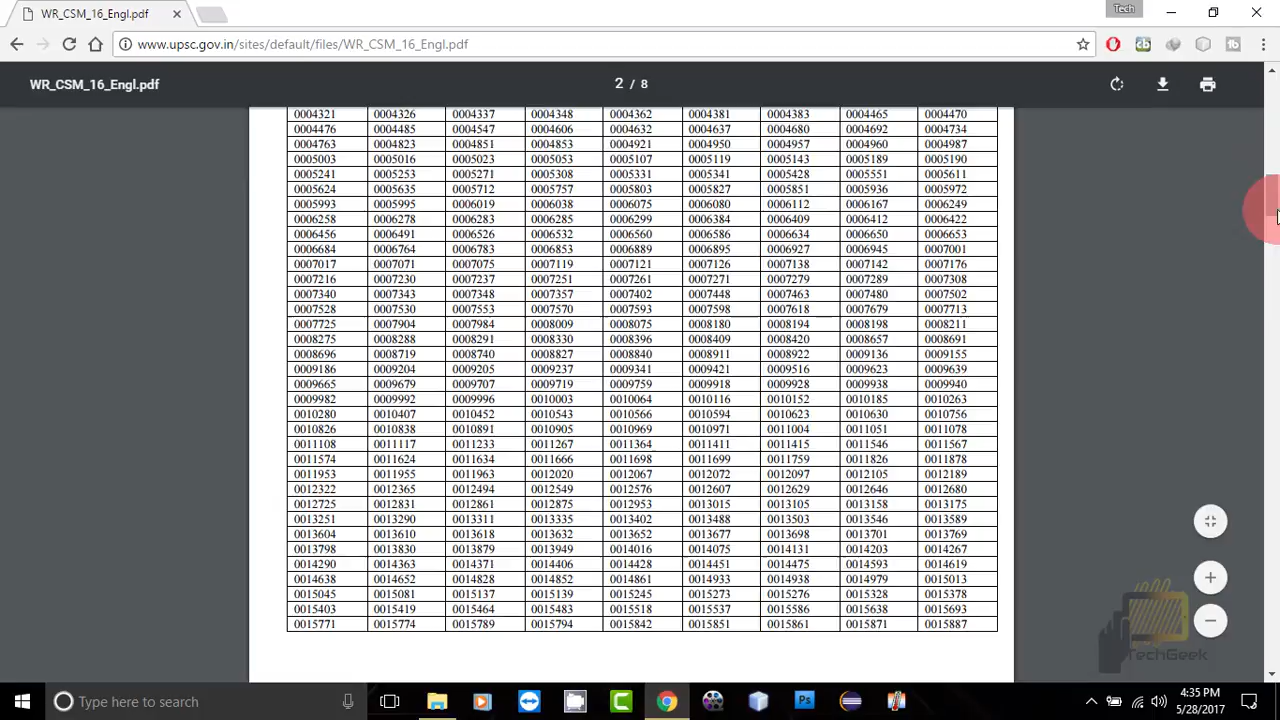 WR_CSM_16_Engl.pdf
Tech
www.upsc.gov.in/sites/default/files/WR_CSM_16_Engl.pdf
WR_CSM_16_Engl.pdf 2 / 8
0004321 0004326 0004337 0004348 0004362 0004381 0004383 0004465 0004470
0004476 0004485 0004547 0004606 0004632 0004637 0004680 0004692 0004734
0004763 0004823 0004851 0004853 0004921 0004950 0004957 0004960 0004987
0005003 0005016 0005023 0005053 0005107 0005119 0005143 0005189 0005190
0005241 0005253 0005271 0005308 0005331 0005341 0005428 0005551 0005611
0005624 0005635 0005712 0005757 0005803 0005827 0005851 0005936 0005972
0005993 0005995 0006019 0006038 0006075 0006080 0006112 0006167 0006249
0006258 0006278 0006283 0006285 0006299 0006384 0006409 0006412 0006422
0006456 0006491 0006526 0006532 0006560 0006586 0006634 0006650 0006653
0006684 0006764 0006783 0006853 0006889 0006895 0006927 0006945 0007001
0007017 0007071 0007075 0007119 0007121 0007126 0007138 0007142 0007176
0007216 0007230 0007237 0007251 0007261 0007271 0007279 0007289 0007308
0007340 0007343 0007348 0007357 0007402 0007448 0007463 0007480 0007502
0007528 0007530 0007553 0007570 0007593 0007598 0007618 0007679 0007713
0007725 0007904 0007984 0008009 0008075 0008180 0008194 0008198 0008211
0008275 0008288 0008291 0008330 0008396 0008409 0008420 0008657 0008691
0008696 0008719 0008740 0008827 0008840 0008911 0008922 0009136 0009155
0009186 0009204 0009205 0009237 0009341 0009421 0009516 0009623 0009639
0009665 0009679 0009707 0009719 0009759 0009918 0009928 0009938 0009940
0009982 0009992 0009996 0010003 0010064 0010116 0010152 0010185 0010263
0010280 0010407 0010452 0010543 0010566 0010594 0010623 0010630 0010756
0010826 0010838 0010891 0010905 0010969 0010971 0011004 0011051 0011078
0011108 0011117 0011233 0011267 0011364 0011411 0011415 0011546 0011567
0011574 0011624 0011634 0011666 0011698 0011699 0011759 0011826 0011878
0011953 0011955 0011963 0012020 0012067 0012072 0012097 0012105 0012189
0012322 0012365 0012494 0012549 0012576 0012607 0012629 0012646 0012680
0012725 0012831 0012861 0012875 0012953 0013015 0013105 0013158 0013175
0013251 0013290 0013311 0013335 0013402 0013488 0013503 0013546 0013589
0013604 0013610 0013618 0013632 0013652 0013677 0013698 0013701 0013769
0013798 0013830 0013879 0013949 0014016 0014075 0014131 0014203 0014267
0014290 0014363 0014371 0014406 0014428 0014451 0014475 0014593 0014619
0014638 0014652 0014828 0014852 0014861 0014933 0014938 0014979 0015013
0015045 0015081 0015137 0015139 0015245 0015273 0015276 0015328 0015378
0015403 0015419 0015464 0015483 0015518 0015537 0015586 0015638 0015693
0015771 0015774 0015789 0015794 0015842 0015851 0015861 0015871 0015887
TechGeek
Type here to search
Ps
4:35 PM
5/28/2017